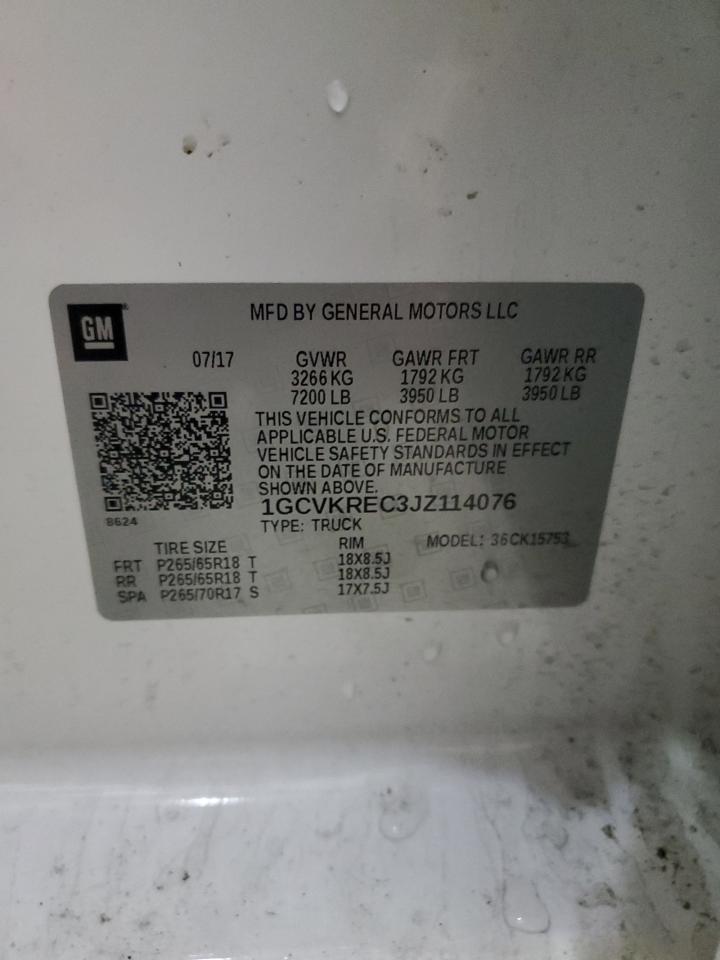 GM
MFD BY GENERAL MOTORS LLC
07/17 GVWR GAWR FRT GAWR RR
3266 KG 1792 KG 1792 KG
7200 LB 3950 LB 3950 LB
THIS VEHICLE CONFORMS TO ALL
APPLICABLE U.S. FEDERAL MOTOR
VEHICLE SAFETY STANDARDS IN EFFECT
ON THE DATE OF MANUFACTURE
SHOWN ABOVE.
8624
1GCVKREC3JZ114076
TYPE: TRUCK
TIRE SIZE RIM MODEL: 36CK15753
FRT P265/65R18 T 18X8.5J
RR P265/65R18 T 18X8.5J
SPA P265/70R17 S 17X7.5J